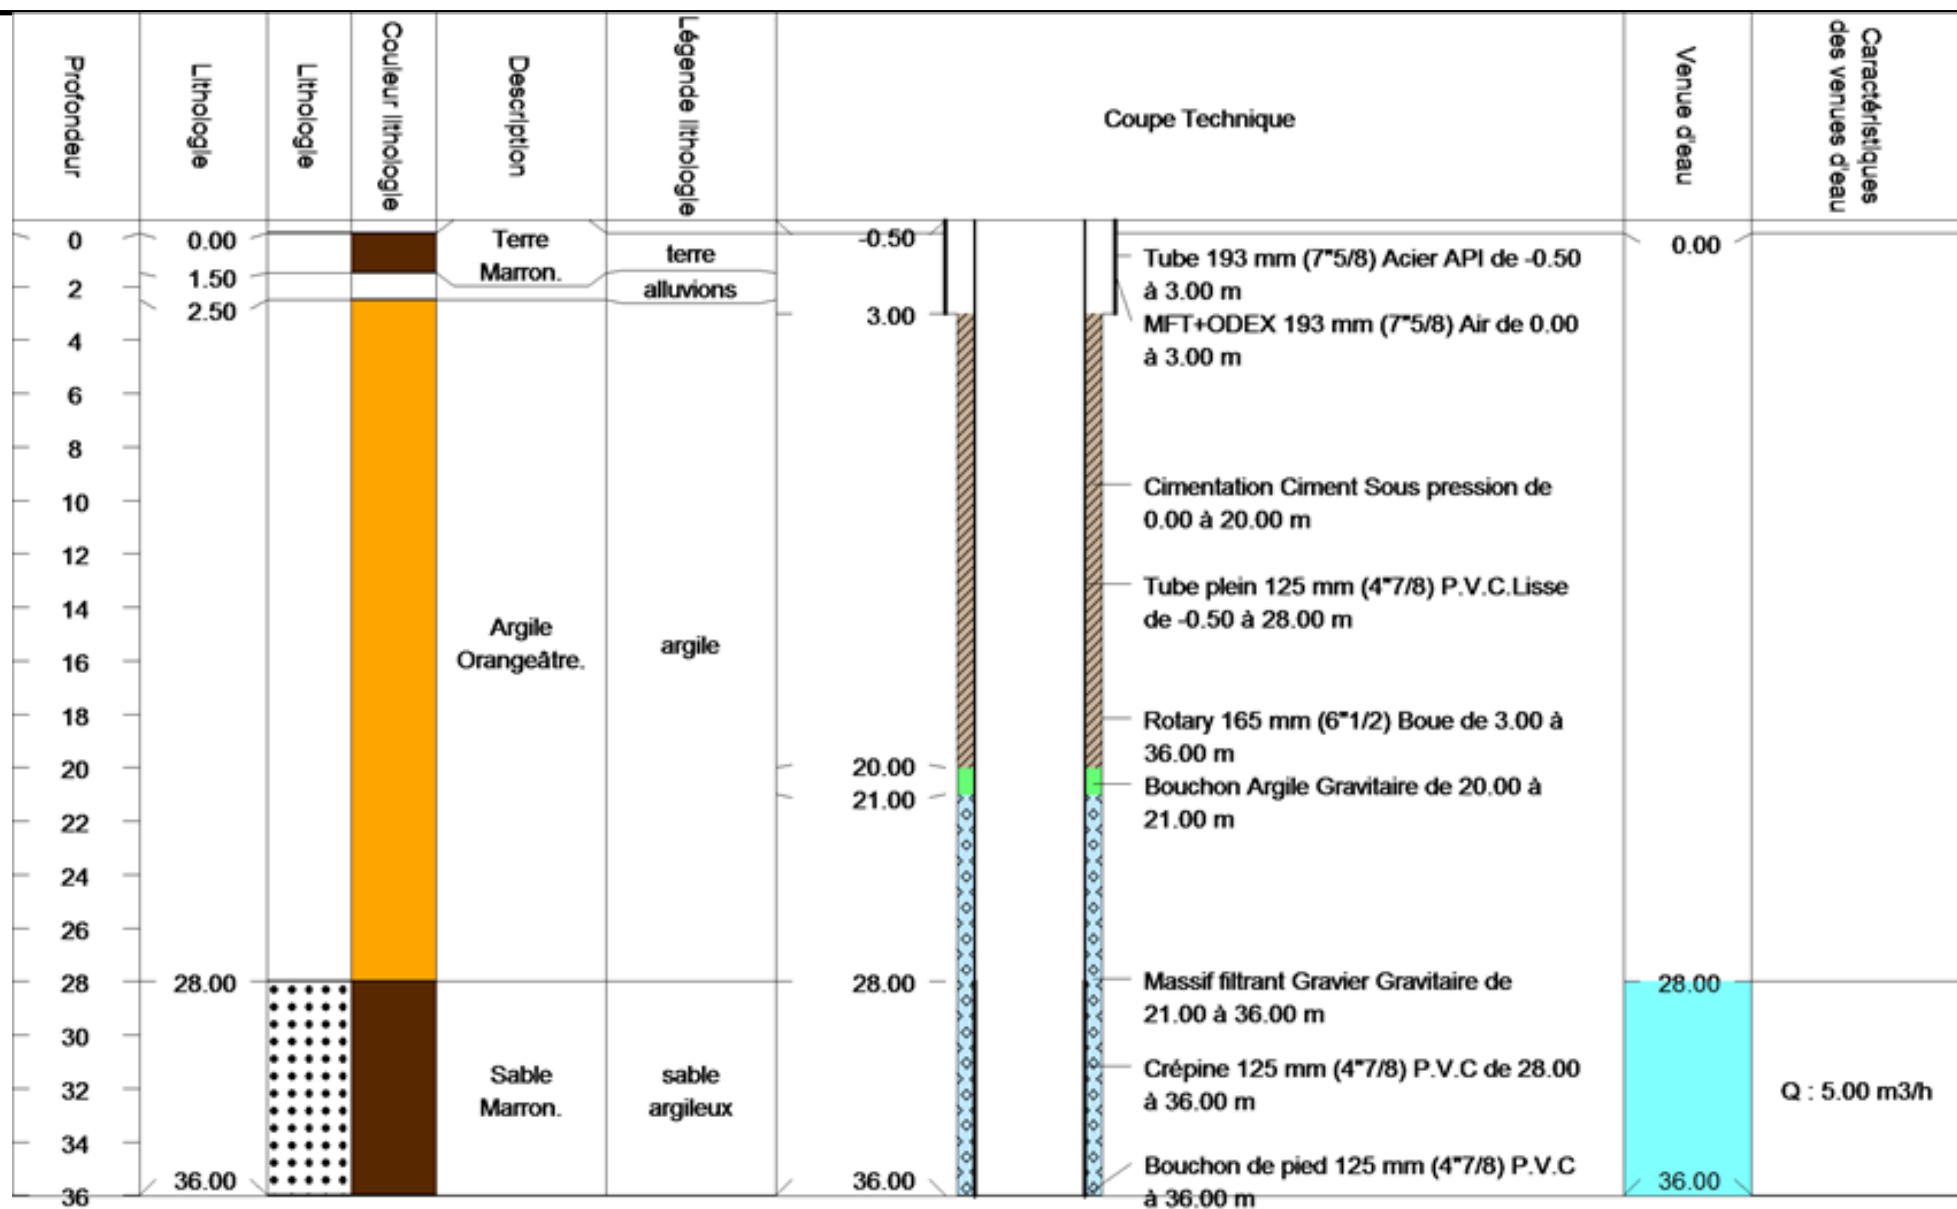 Profondeur
Lithologie
Lithologie
Couleur lithologie
Description
Légende lithologie
Coupe Technique
Venue d'eau
Caractéristiques
des venues d'eau
0
2
4
6
8
10
12
14
16
18
20
22
24
26
28
30
32
34
36
0.00
1.50
2.50
28.00
36.00
Terre
Marron.
Argile
Orangeâtre.
Sable
Marron.
terre
alluvions
argile
sable
argileux
-0.50
3.00
20.00
21.00
28.00
36.00
Tube 193 mm (7"5/8) Acier API de -0.50
à 3.00 m
MFT+ODEX 193 mm (7"5/8) Air de 0.00
à 3.00 m
Cimentation Ciment Sous pression de
0.00 à 20.00 m
Tube plein 125 mm (4"7/8) P.V.C.Lisse
de -0.50 à 28.00 m
Rotary 165 mm (6"1/2) Boue de 3.00 à
36.00 m
Bouchon Argile Gravitaire de 20.00 à
21.00 m
Massif filtrant Gravier Gravitaire de
21.00 à 36.00 m
Crépine 125 mm (4"7/8) P.V.C de 28.00
à 36.00 m
Bouchon de pied 125 mm (4"7/8) P.V.C
à 36.00 m
0.00
28.00
36.00
Q : 5.00 m3/h